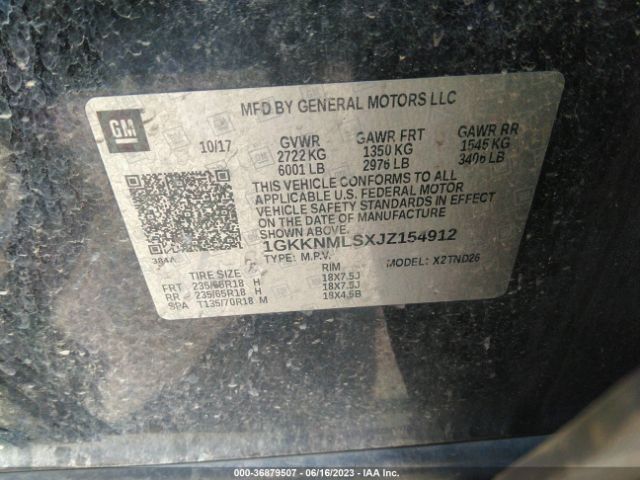 GM
MFD BY GENERAL MOTORS LLC
10/17 GVWR GAWR FRT GAWR RR
2722 KG 1350 KG 1545 KG
6001 LB 2976 LB 3406 LB
THIS VEHICLE CONFORMS TO ALL
APPLICABLE U.S. FEDERAL MOTOR
VEHICLE SAFETY STANDARDS IN EFFECT
ON THE DATE OF MANUFACTURE
SHOWN ABOVE.
1GKKNMLSXJZ154912
384A TYPE: M.P.V. MODEL: X2TND26
TIRE SIZE RIM
FRT 235/65R18 H 18X7.5J
RR 235/65R18 H 18X7.5J
SPA T135/70R18 M 18X4.5B
000-36879507 - 06/16/2023 - IAA Inc.